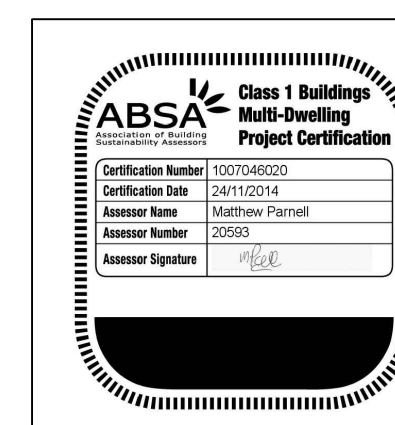 ABSA
Association of Building
Sustainability Assessors
Class 1 Buildings
Multi-Dwelling
Project Certification
Certification Number 1007046020
Certification Date 24/11/2014
Assessor Name Matthew Parnell
Assessor Number 20593
Assessor Signature